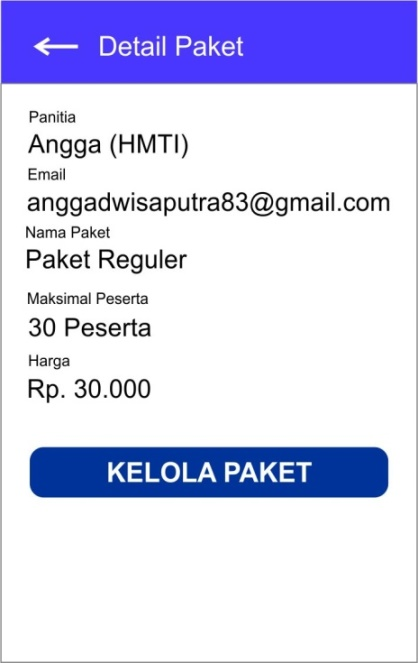 Detail Paket
Panitia
Angga (HMTI)
Email
anggadwisaputra83@gmail.com
Nama Paket
Paket Reguler
Maksimal Peserta
30 Peserta
Harga
Rp. 30.000
KELOLA PAKET